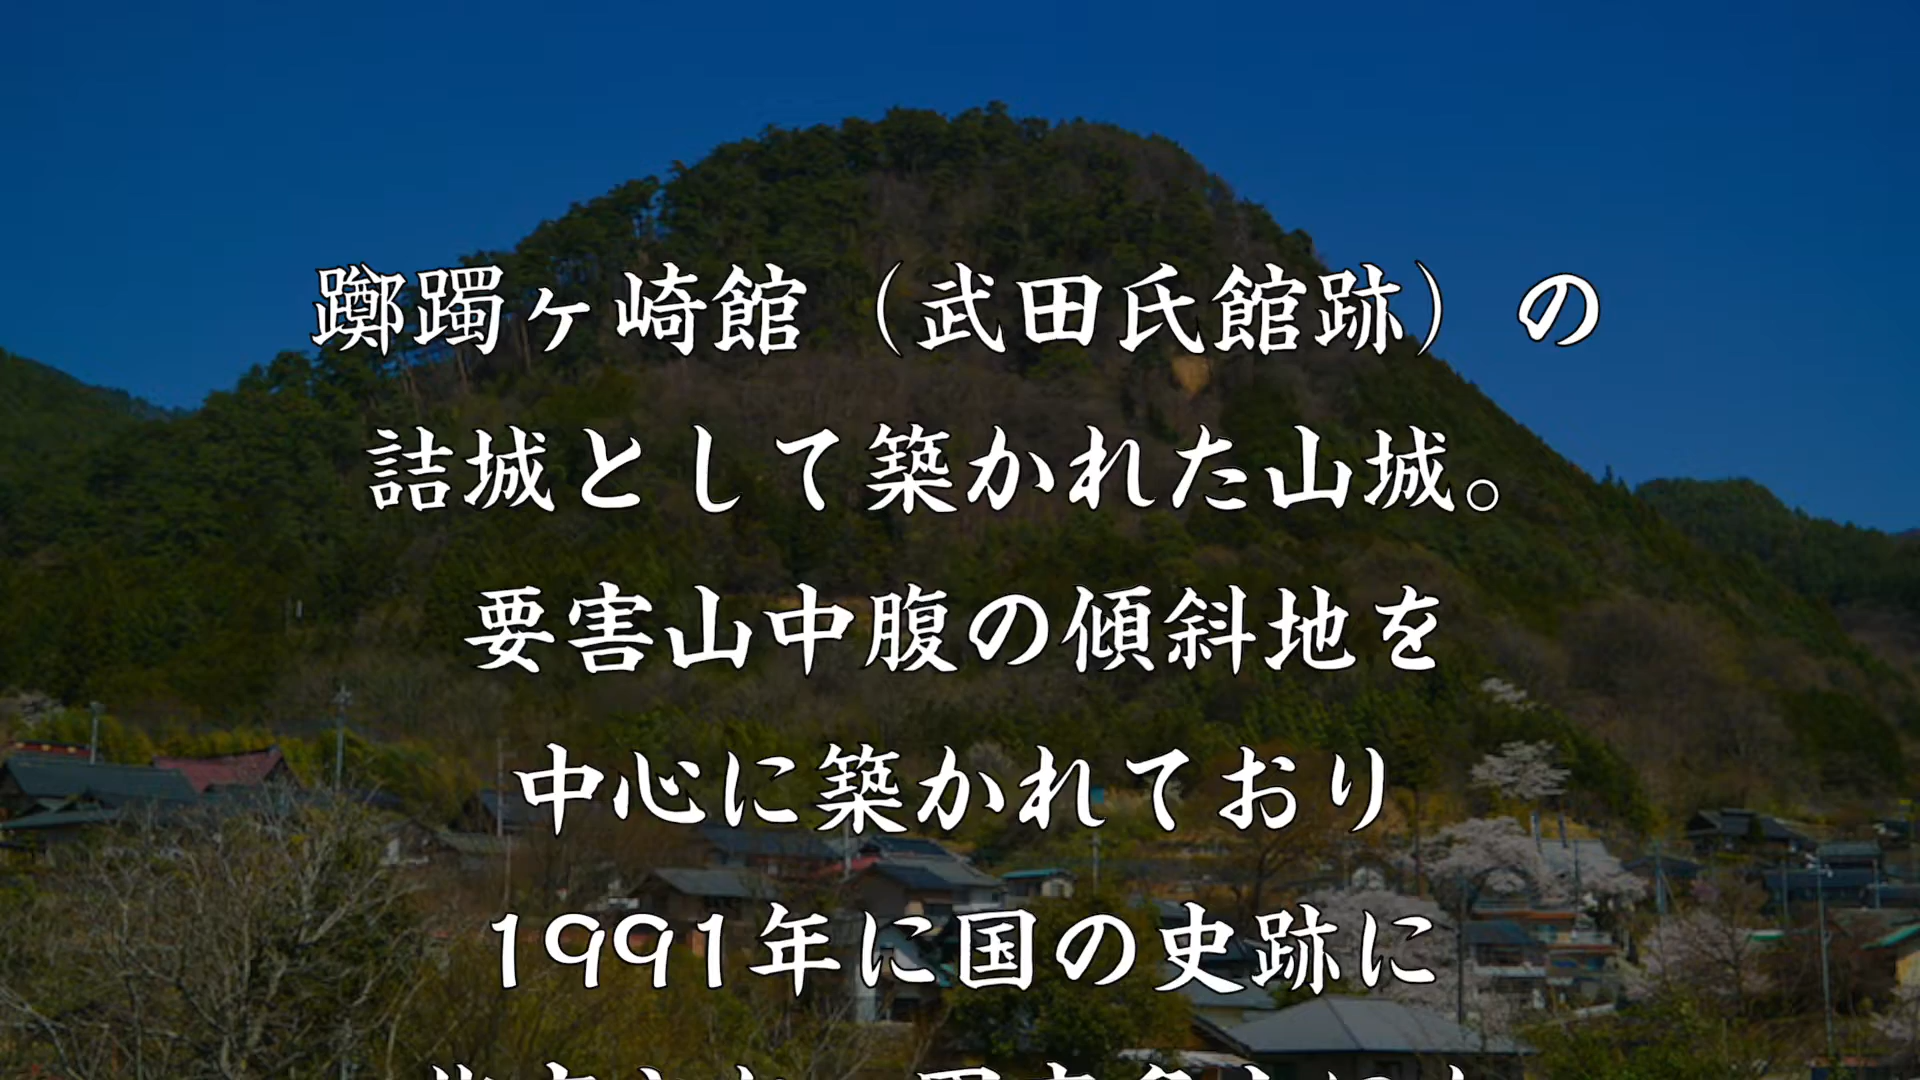 躑躅ヶ崎館（武田氏館跡）の
詰城として築かれた山城。
要害山中腹の傾斜地を
中心に築かれており
1991年に国の史跡に